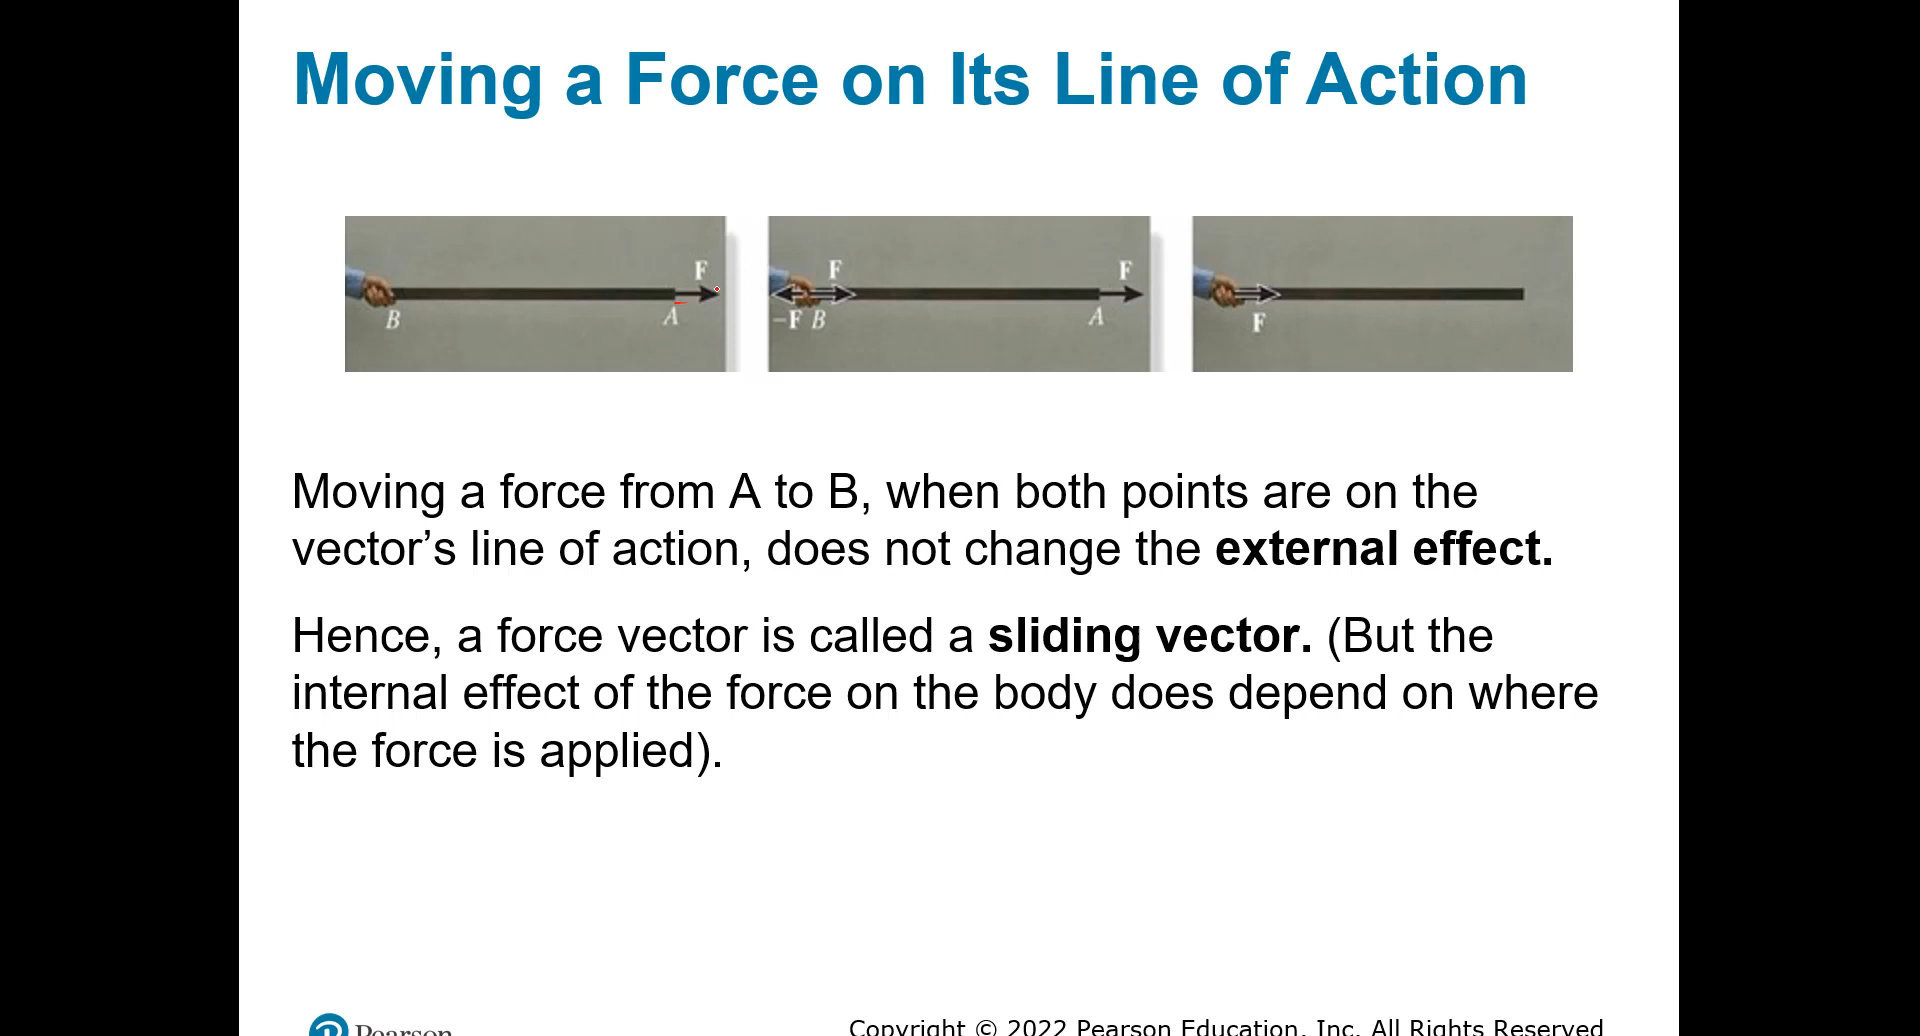 Moving a Force on Its Line of Action
F
B
A
F
F
-F B
A
F
Moving a force from A to B, when both points are on the
vector’s line of action, does not change the external effect.
Hence, a force vector is called a sliding vector. (But the
internal effect of the force on the body does depend on where
the force is applied).
Pearson
Copyright © 2022 Pearson Education, Inc. All Rights Reserved